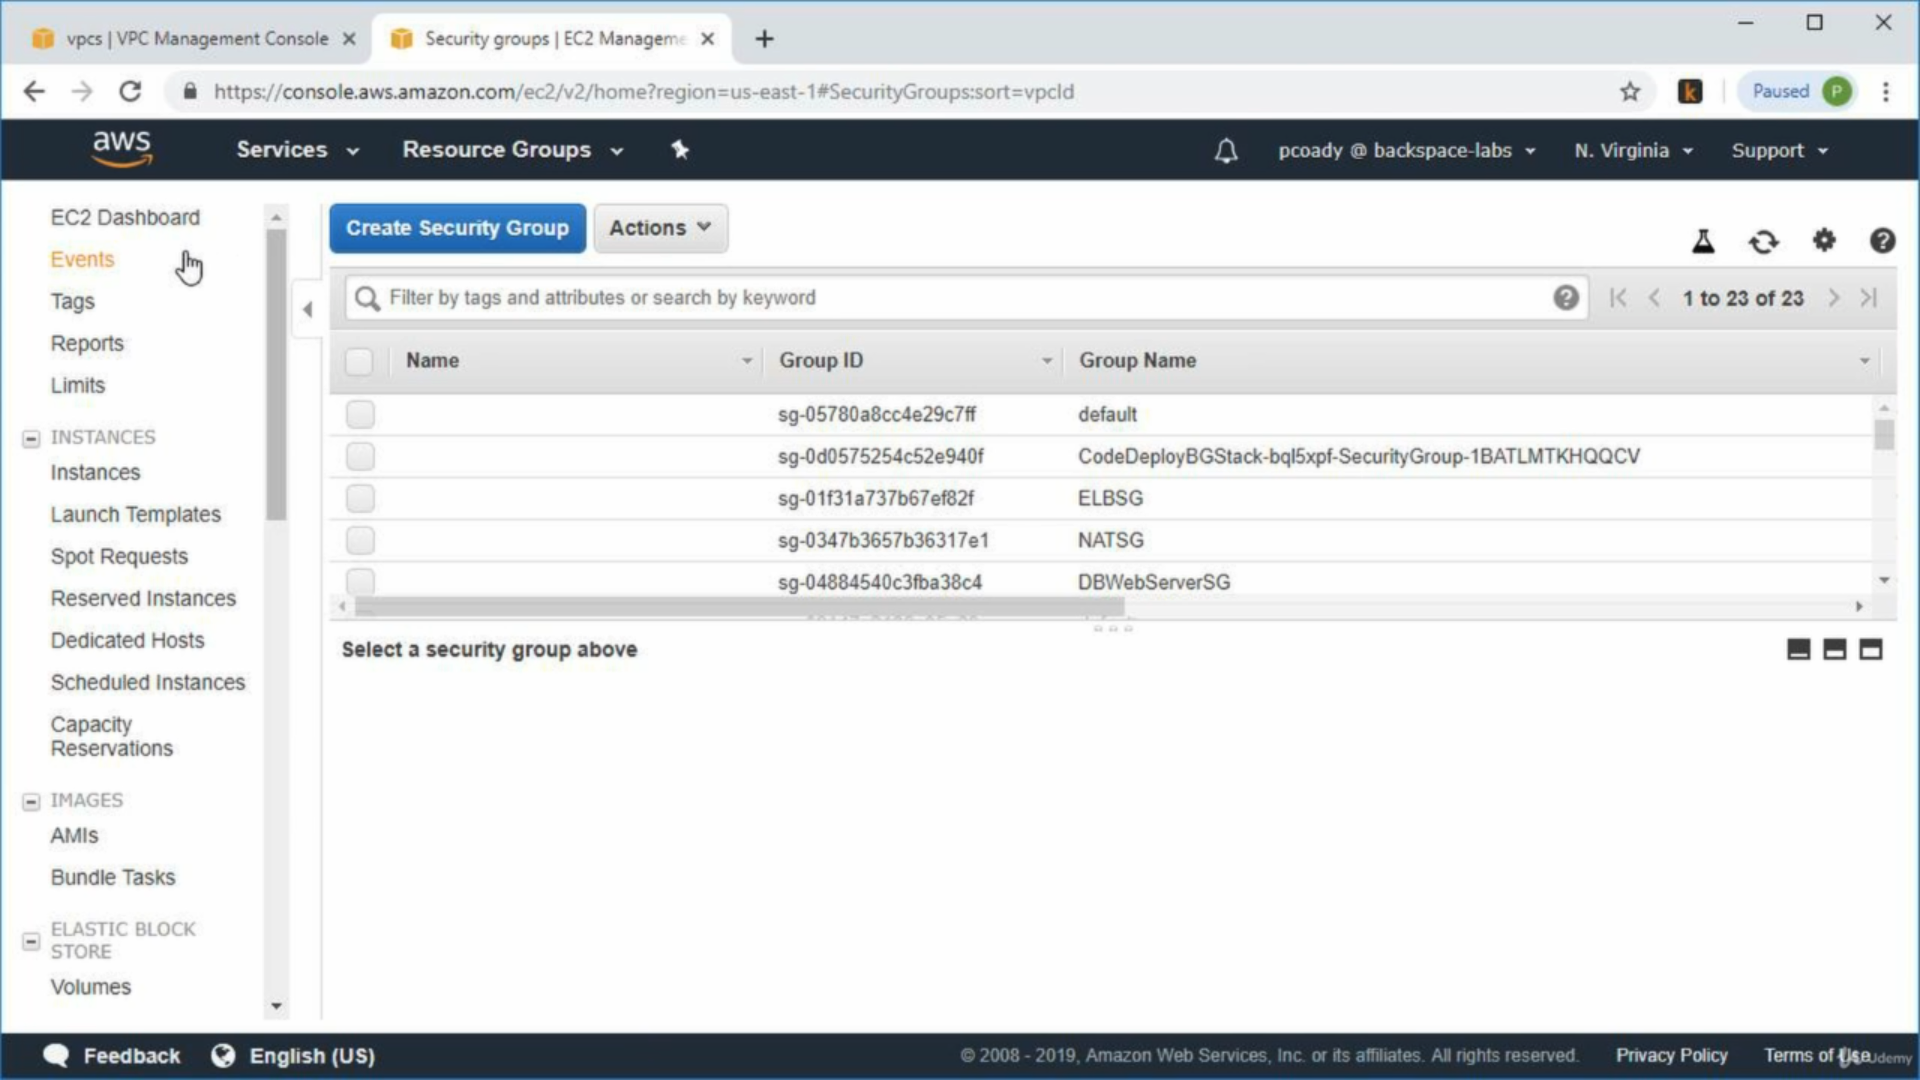 vpcs | VPC Management Console
Security groups | EC2 Manageme
https://console.aws.amazon.com/ec2/v2/home?region=us-east-1#SecurityGroups:sort=vpcId
k
Paused P
aws
Services
Resource Groups
pcoady @ backspace-labs
N. Virginia
Support
EC2 Dashboard
Events
Tags
Reports
Limits
INSTANCES
Instances
Launch Templates
Spot Requests
Reserved Instances
Dedicated Hosts
Scheduled Instances
Capacity
Reservations
IMAGES
AMIs
Bundle Tasks
ELASTIC BLOCK
STORE
Volumes
Create Security Group
Actions
Filter by tags and attributes or search by keyword
1 to 23 of 23
Name Group ID Group Name
sg-05780a8cc4e29c7ff default
sg-0d0575254c52e940f CodeDeployBGStack-bql5xpf-SecurityGroup-1BATLMTKHQQCV
sg-01f31a737b67ef82f ELBSG
sg-0347b3657b36317e1 NATSG
sg-04884540c3fba38c4 DBWebServerSG
Select a security group above
Feedback
English (US)
© 2008 - 2019, Amazon Web Services, Inc. or its affiliates. All rights reserved.
Privacy Policy
Terms of Use
Udemy